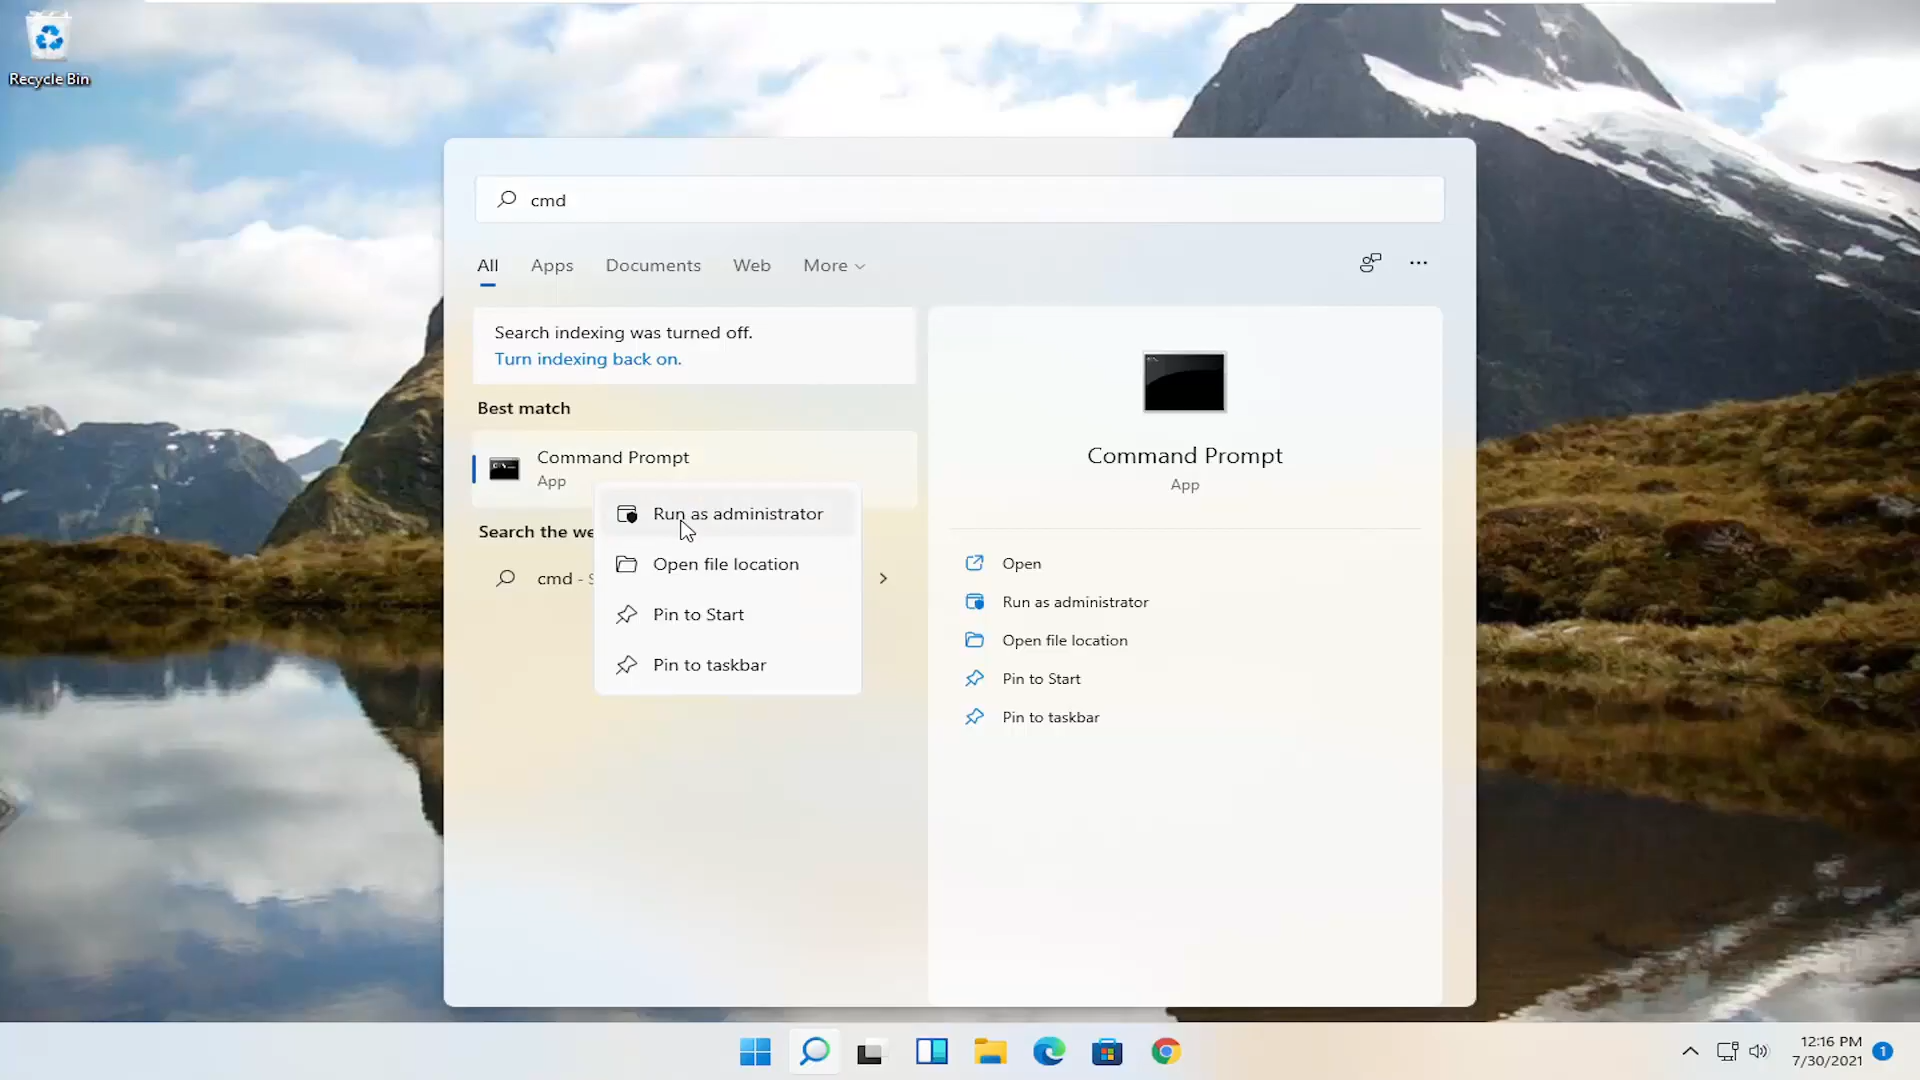 Recycle Bin
cmd
All Apps Documents Web More
Search indexing was turned off.
Turn indexing back on.
Best match
Command Prompt
App
Run as administrator
Search the we
Open file location
cmd - S
Pin to Start
Pin to taskbar
Command Prompt
App
Open
Run as administrator
Open file location
Pin to Start
Pin to taskbar
12:16 PM
7/30/2021
1